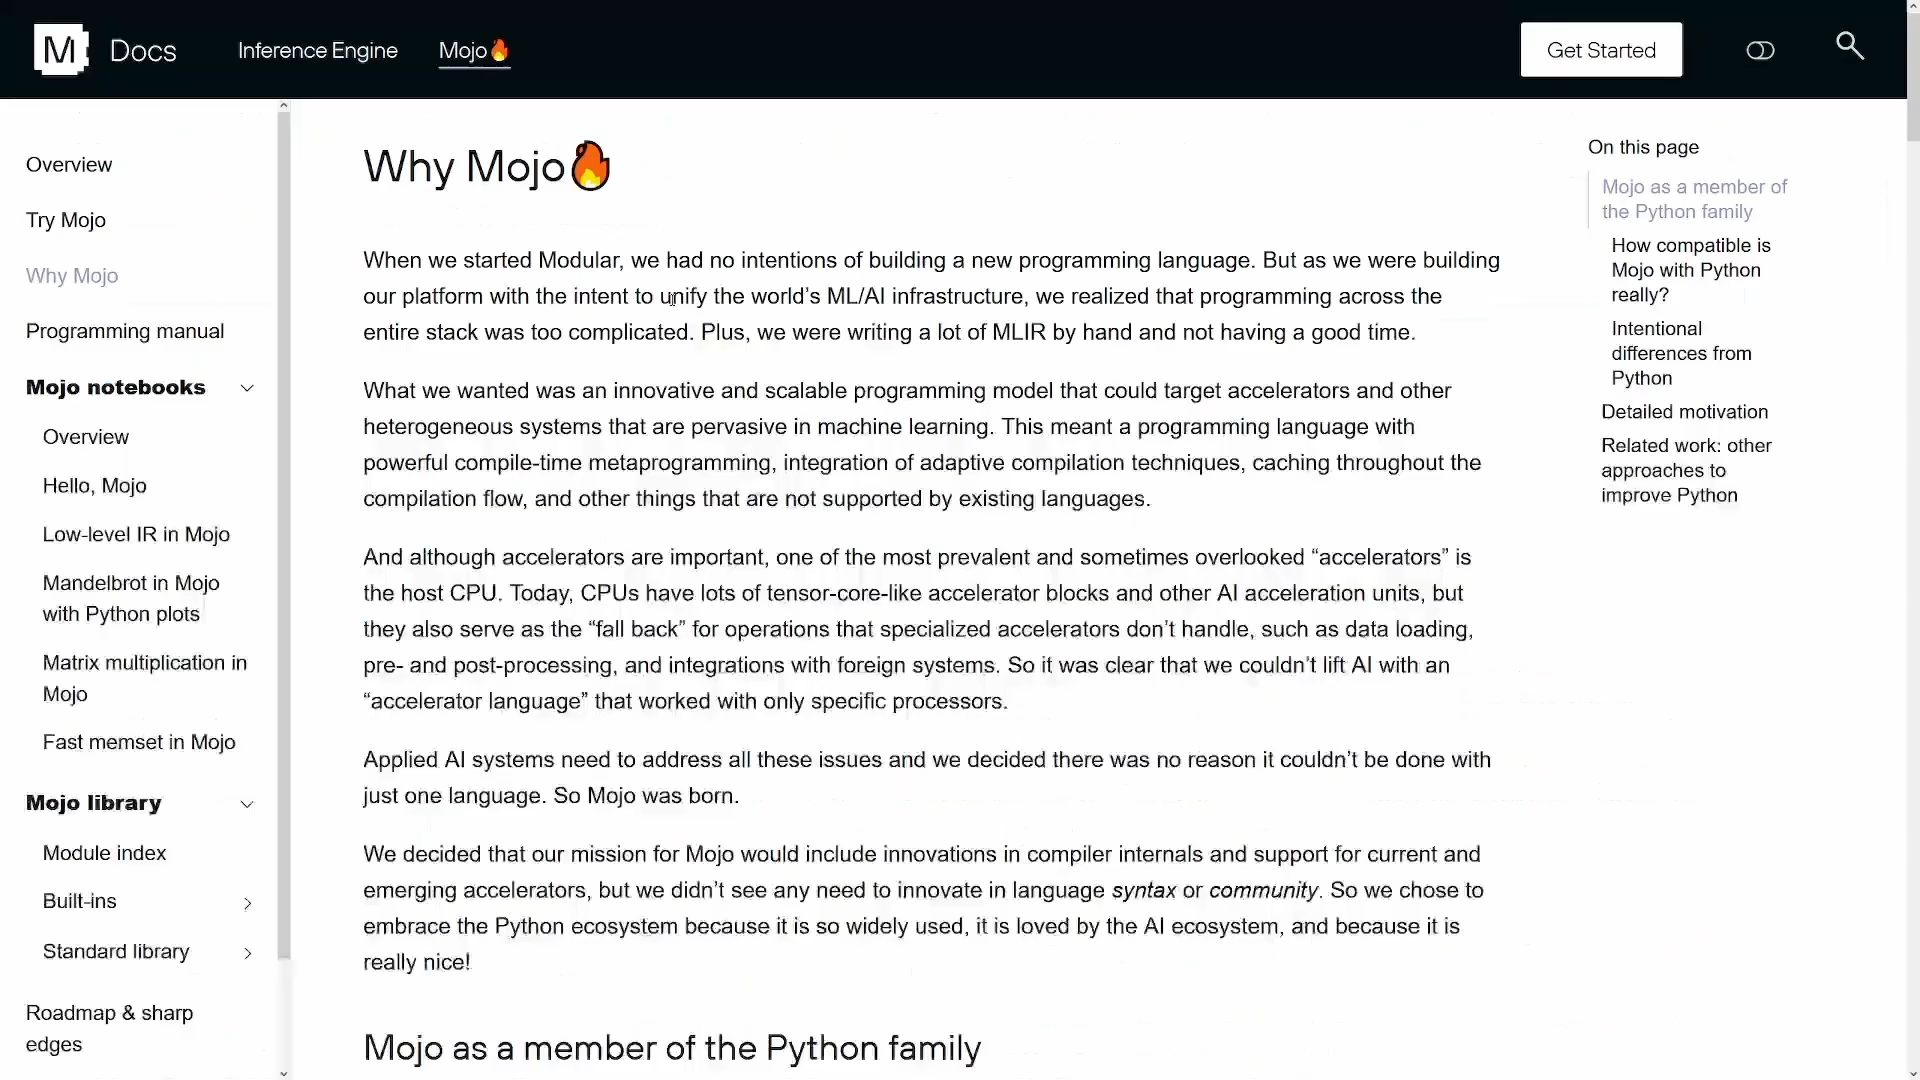 M Docs
Inference Engine
Mojo🔥
Get Started
Overview
Try Mojo
Why Mojo
Programming manual
Mojo notebooks
Overview
Hello, Mojo
Low-level IR in Mojo
Mandelbrot in Mojo
with Python plots
Matrix multiplication in
Mojo
Fast memset in Mojo
Mojo library
Module index
Built-ins
Standard library
Roadmap & sharp
edges
Why Mojo🔥
When we started Modular, we had no intentions of building a new programming language. But as we were building
our platform with the intent to unify the world’s ML/AI infrastructure, we realized that programming across the
entire stack was too complicated. Plus, we were writing a lot of MLIR by hand and not having a good time.
What we wanted was an innovative and scalable programming model that could target accelerators and other
heterogeneous systems that are pervasive in machine learning. This meant a programming language with
powerful compile-time metaprogramming, integration of adaptive compilation techniques, caching throughout the
compilation flow, and other things that are not supported by existing languages.
And although accelerators are important, one of the most prevalent and sometimes overlooked “accelerators” is
the host CPU. Today, CPUs have lots of tensor-core-like accelerator blocks and other AI acceleration units, but
they also serve as the “fall back” for operations that specialized accelerators don’t handle, such as data loading,
pre- and post-processing, and integrations with foreign systems. So it was clear that we couldn’t lift AI with an
“accelerator language” that worked with only specific processors.
Applied AI systems need to address all these issues and we decided there was no reason it couldn’t be done with
just one language. So Mojo was born.
We decided that our mission for Mojo would include innovations in compiler internals and support for current and
emerging accelerators, but we didn’t see any need to innovate in language syntax or community. So we chose to
embrace the Python ecosystem because it is so widely used, it is loved by the AI ecosystem, and because it is
really nice!
Mojo as a member of the Python family
On this page
Mojo as a member of
the Python family
How compatible is
Mojo with Python
really?
Intentional
differences from
Python
Detailed motivation
Related work: other
approaches to
improve Python